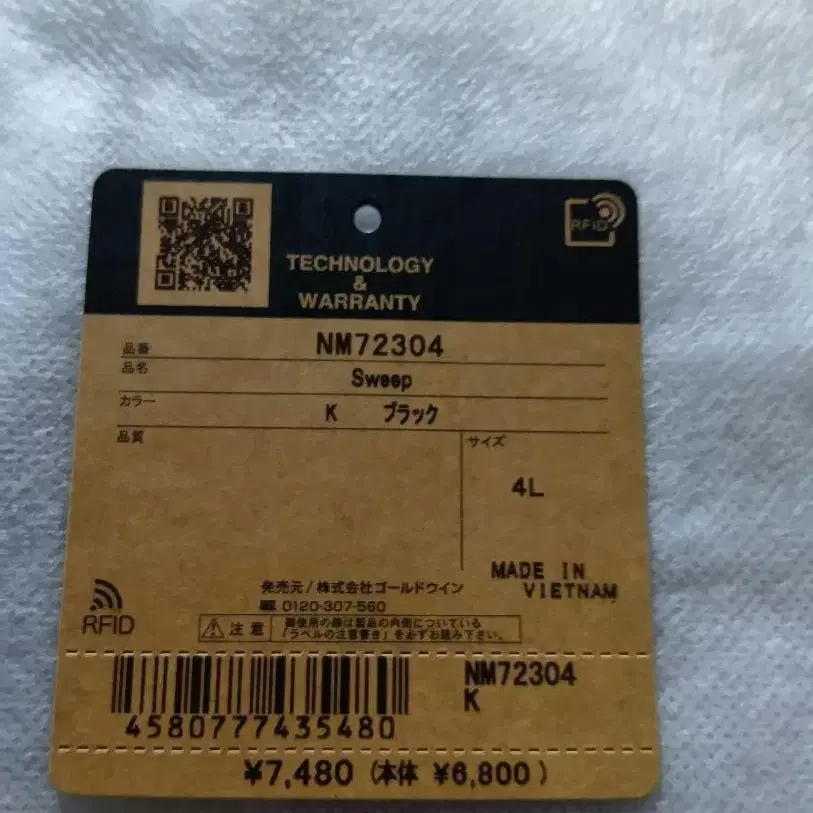 TECHNOLOGY
&
WARRANTY
RFID
品番 NM72304
品名 Sweep
カラー K ブラック
品質
サイズ
4L
MADE IN
VIETNAM
発売元/株式会社ゴールドウイン
0120-307-560
RFID
注意
御使用の際は製品の内側についている
「ラベルの注意書き」を必ずお読み下さい。
NM72304
K
4580777435480
¥7,480 (本体 ¥6,800)